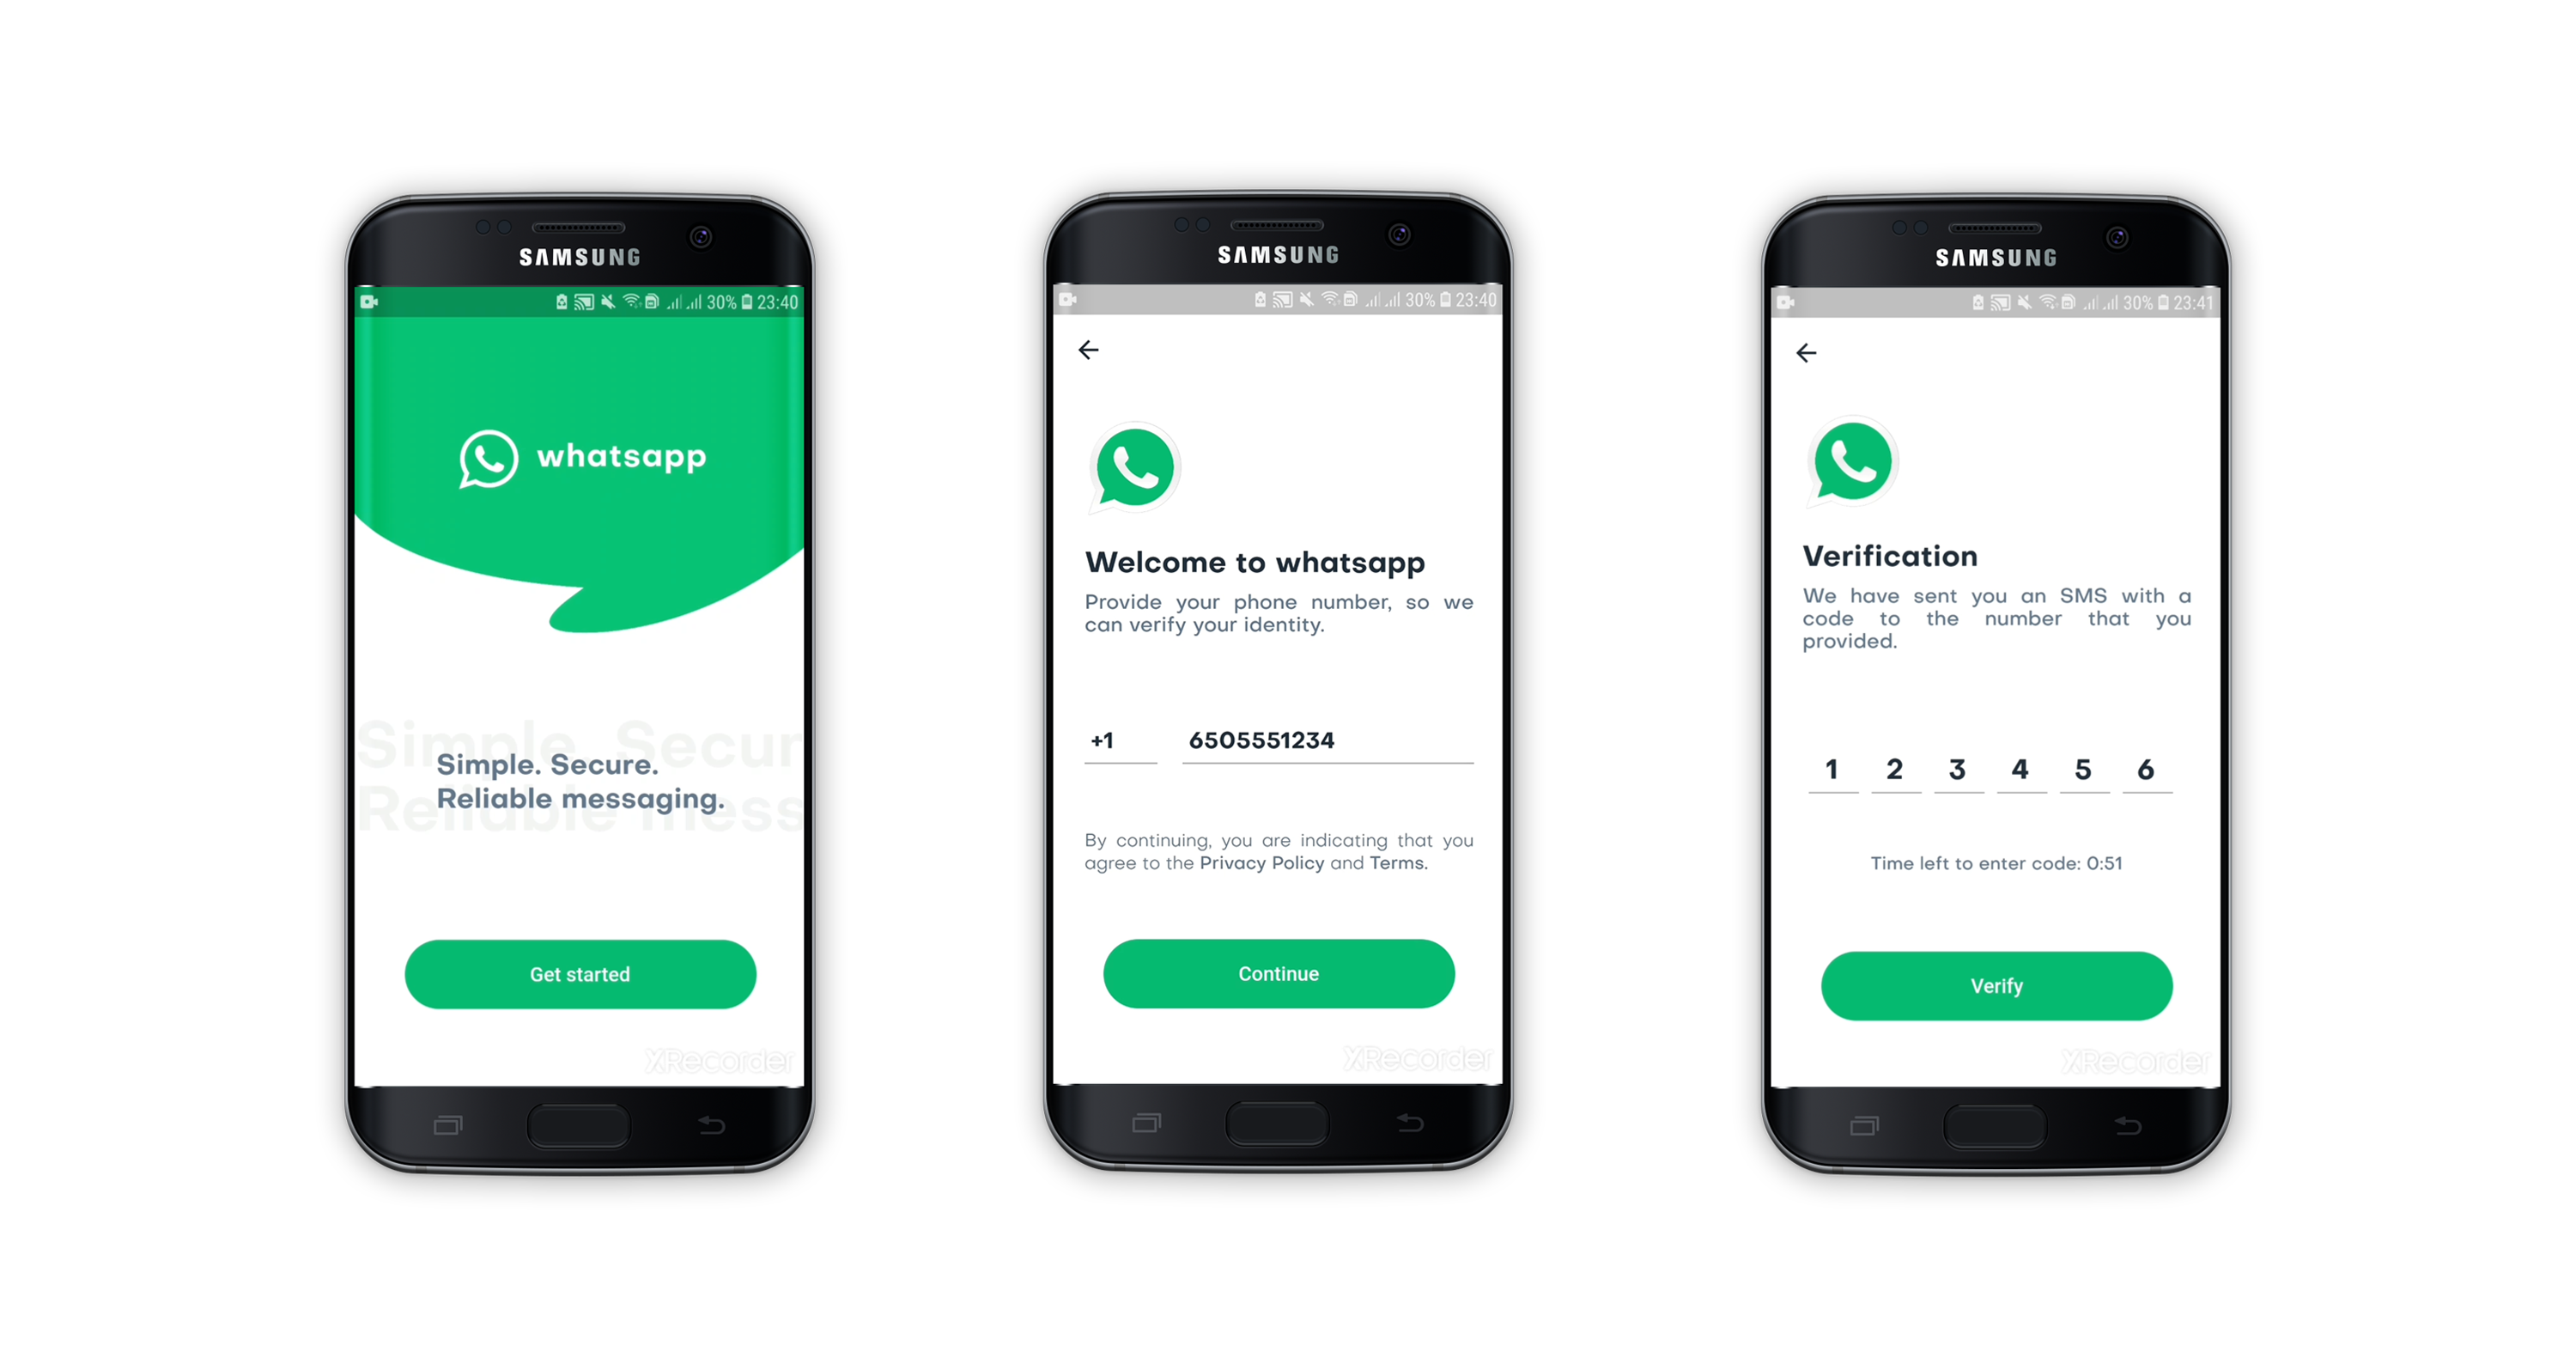 SAMSUNG
30% 23:40
whatsapp
Simple. Secur
Reliable mess
Simple. Secure.
Reliable messaging.
Get started
XRecorder
SAMSUNG
30% 23:40
Welcome to whatsapp
Provide your phone number, so we
can verify your identity.
+1 6505551234
By continuing, you are indicating that you
agree to the Privacy Policy and Terms.
Continue
XRecorder
SAMSUNG
30% 23:41
Verification
We have sent you an SMS with a
code to the number that you
provided.
1 2 3 4 5 6
Time left to enter code: 0:51
Verify
XRecorder